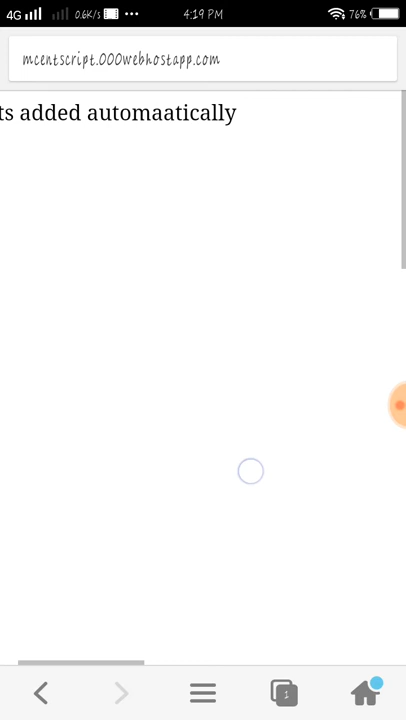 4G 0.6K/s 4:19 PM 76%
mcentscript.000webhostapp.com
ts added automaatically
1